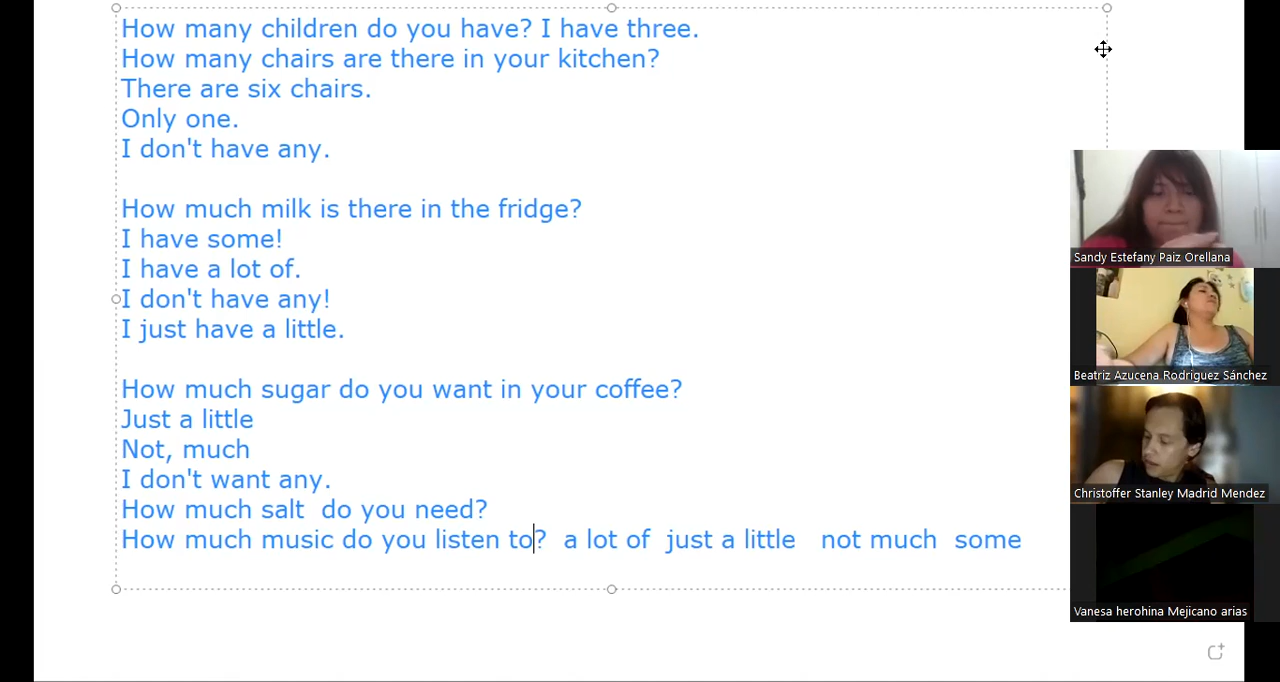 How many children do you have? I have three.
How many chairs are there in your kitchen?
There are six chairs.
Only one.
I don't have any.
How much milk is there in the fridge?
I have some!
I have a lot of.
I don't have any!
I just have a little.
How much sugar do you want in your coffee?
Just a little
Not, much
I don't want any.
How much salt  do you need?
How much music do you listen to?  a lot of  just a little   not much  some
Sandy Estefany Paiz Orellana
Beatriz Azucena Rodriguez Sánchez
Christoffer Stanley Madrid Mendez
Vanesa herohina Mejicano arias